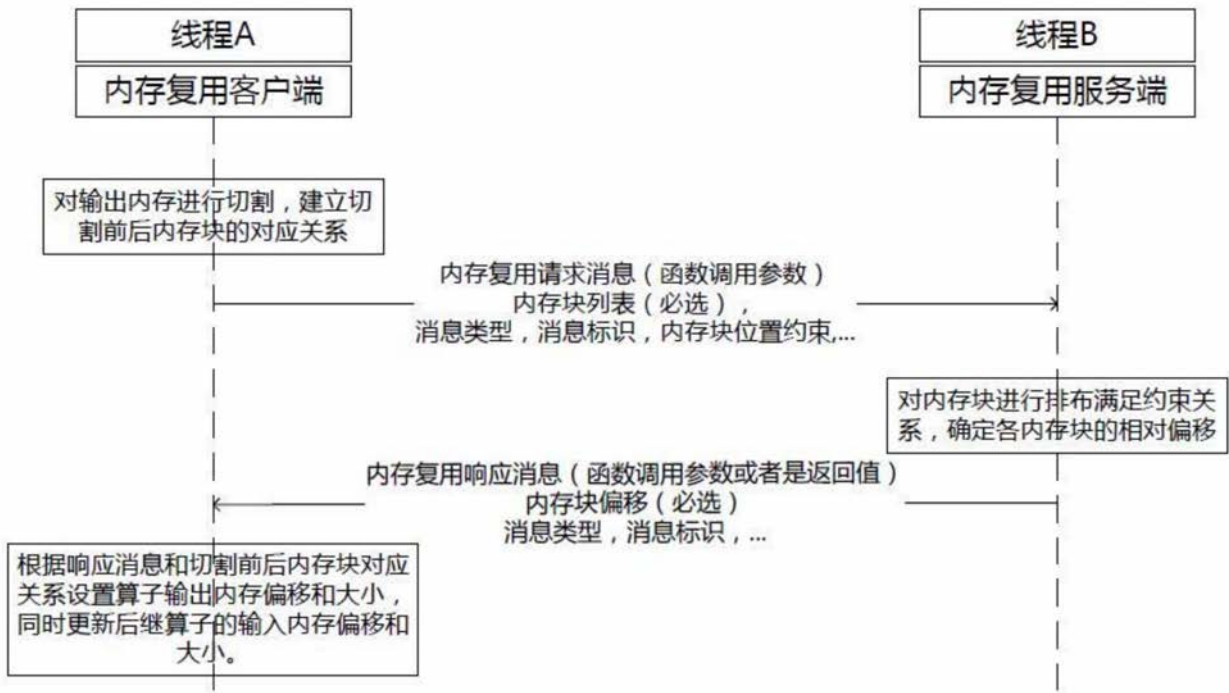 线程A
内存复用客户端
线程B
内存复用服务端
对输出内存进行切割，建立切
割前后内存块的对应关系
内存复用请求消息（函数调用参数）
内存块列表（必选），
消息类型，消息标识，内存块位置约束,...
对内存块进行排布满足约束关
系，确定各内存块的相对偏移
内存复用响应消息（函数调用参数或者是返回值）
内存块偏移（必选）
消息类型，消息标识，...
根据响应消息和切割前后内存块对应
关系设置算子输出内存偏移和大小，
同时更新后继算子的输入内存偏移和
大小。